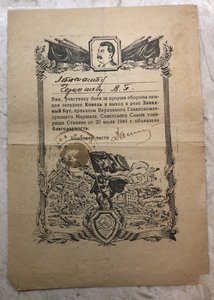 Вам, участнику боев за прорыв обороны нем-
цев западнее Ковель и выход к реке Запад-
ный Буг, приказом Верховного Главнокоман-
дующего Маршала Советского Союза това-
рища Сталина от 20 июля 1944 г. объявлена
благодарность.
Командир части